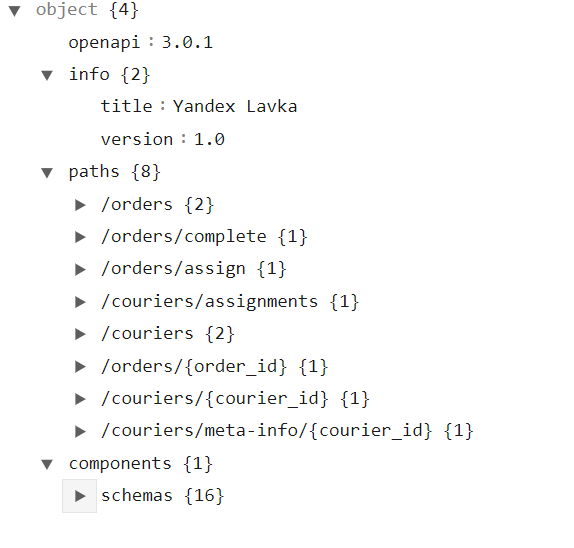 object {4}
openapi : 3.0.1
info {2}
title : Yandex Lavka
version : 1.0
paths {8}
/orders {2}
/orders/complete {1}
/orders/assign {1}
/couriers/assignments {1}
/couriers {2}
/orders/{order_id} {1}
/couriers/{courier_id} {1}
/couriers/meta-info/{courier_id} {1}
components {1}
schemas {16}